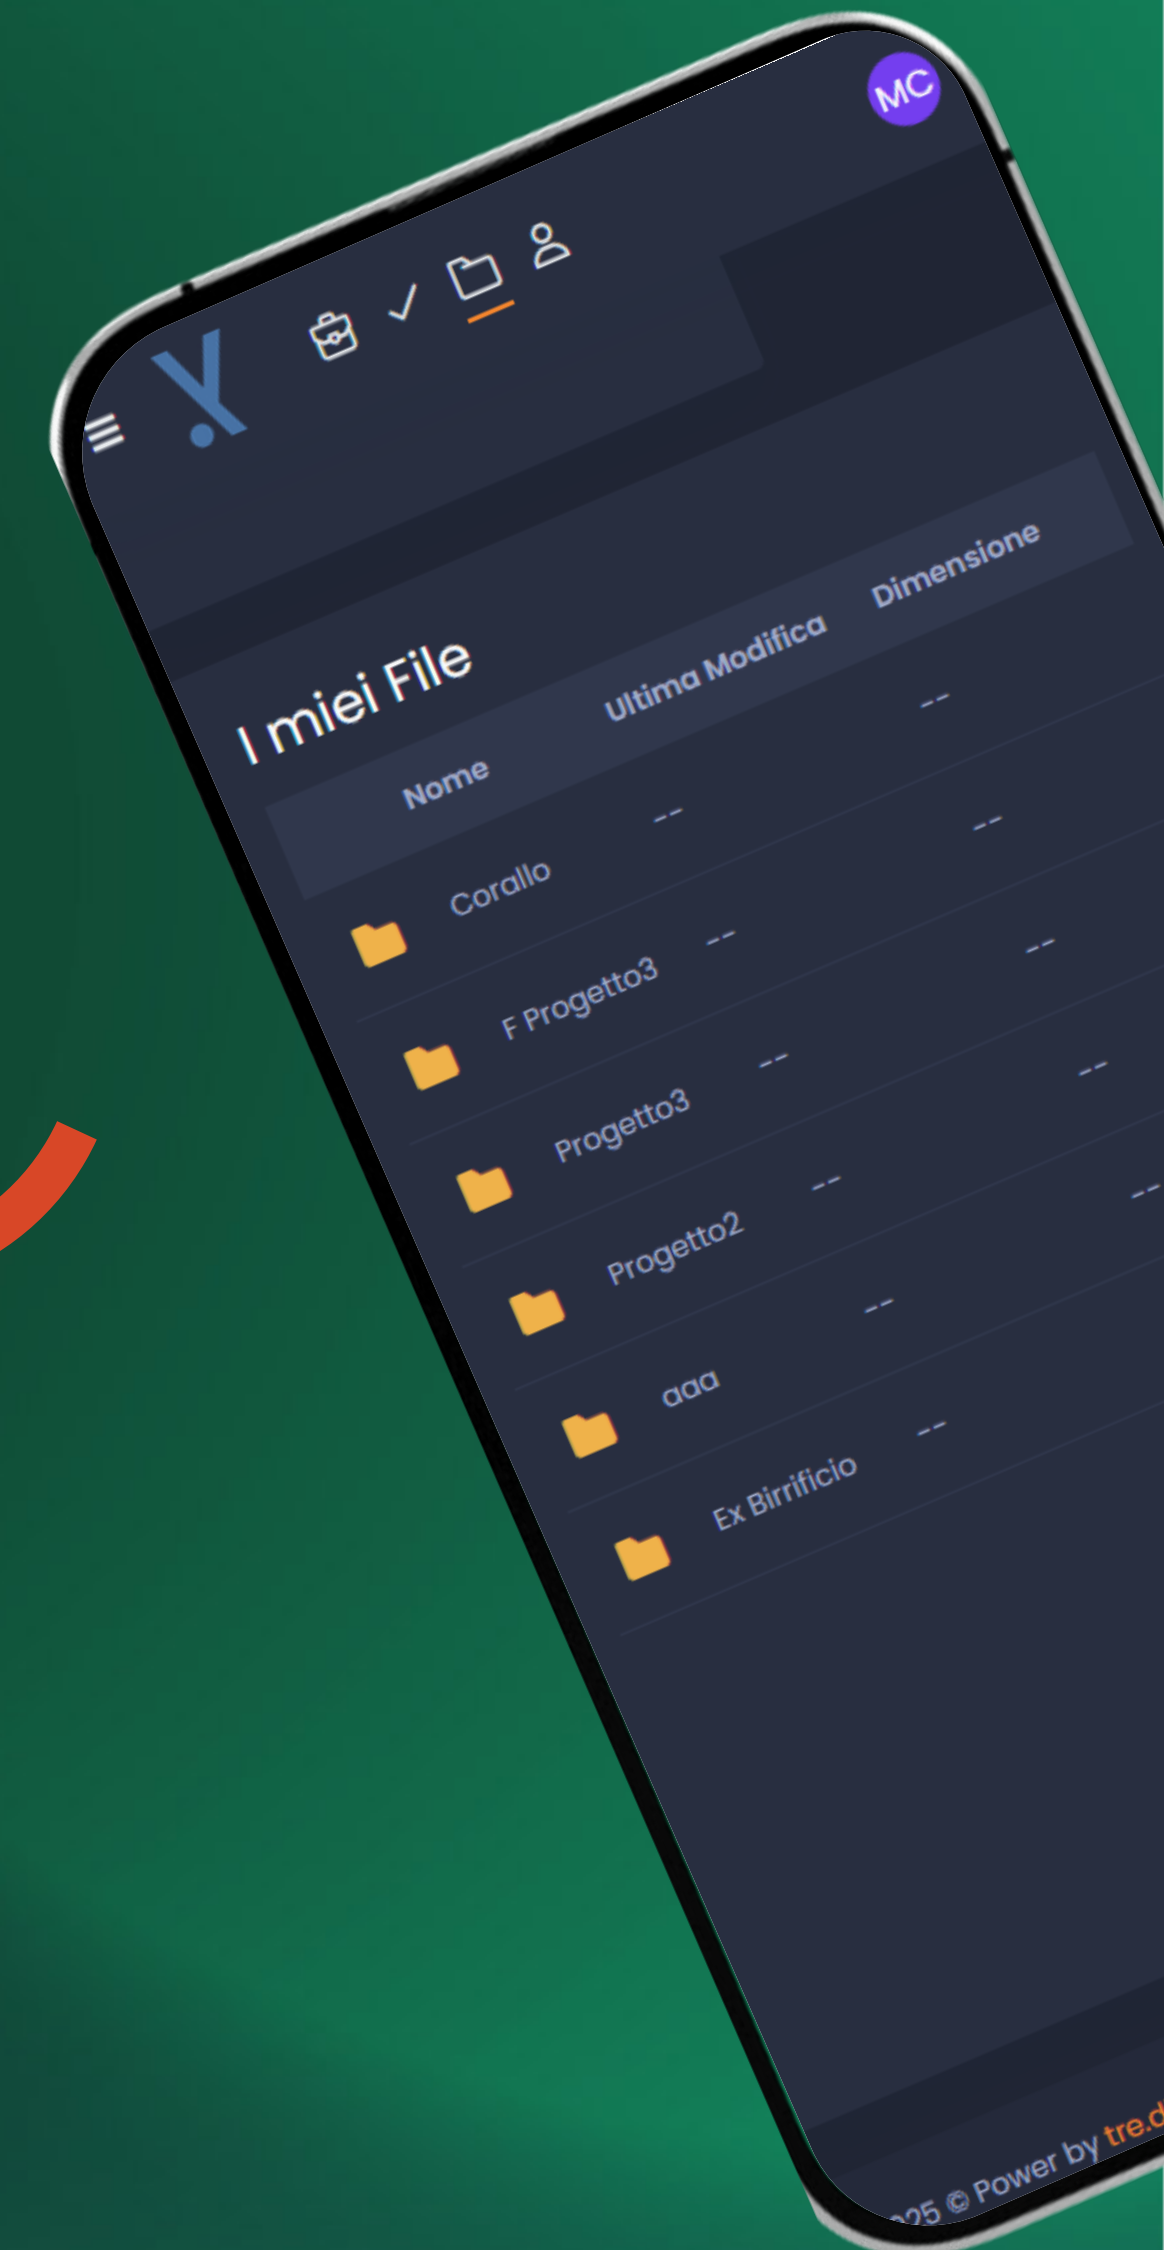 MC
I miei File
Nome Ultima Modifica Dimensione
Corallo -- --
F Progetto3 -- --
Progetto3 -- --
Progetto2 -- --
aaa -- --
Ex Birrificio --
© Power by